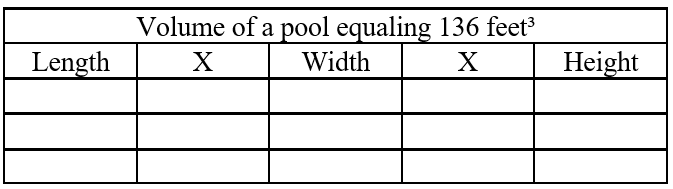 Volume of a pool equaling 136 feet³
Length X Width X Height